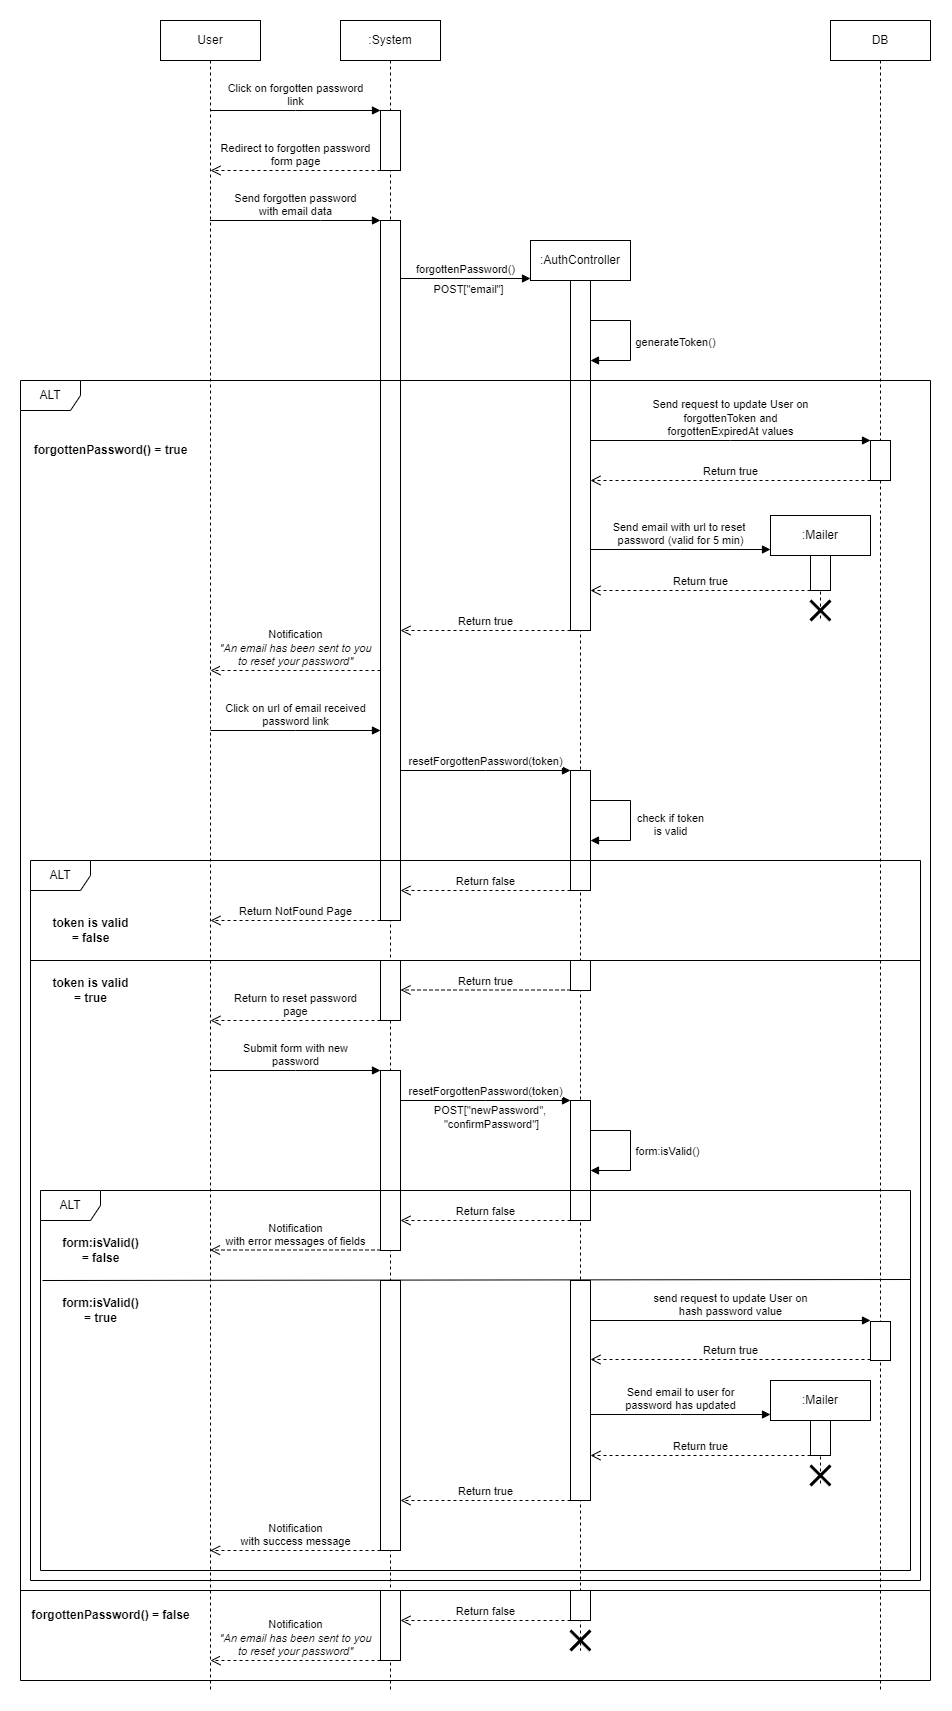 User
:System
DB
Click on forgotten password
link
Redirect to forgotten password
form page
Send forgotten password
with email data
:AuthController
forgottenPassword()
POST["email"]
generateToken()
ALT
Send request to update User on
forgottenToken and
forgottenExpiredAt values
forgottenPassword() = true
Return true
Send email with url to reset
password (valid for 5 min)
:Mailer
Return true
Return true
Notification
"An email has been sent to you
to reset your password"
Click on url of email received
password link
resetForgottenPassword(token)
check if token
is valid
ALT
Return false
Return NotFound Page
token is valid
= false
token is valid
= true
Return true
Return to reset password
page
Submit form with new
password
resetForgottenPassword(token)
POST["newPassword",
"confirmPassword"]
form:isValid()
ALT
Return false
Notification
with error messages of fields
form:isValid()
= false
form:isValid()
= true
send request to update User on
hash password value
Return true
Send email to user for
password has updated
:Mailer
Return true
Return true
Notification
with success message
forgottenPassword() = false
Return false
Notification
"An email has been sent to you
to reset your password"